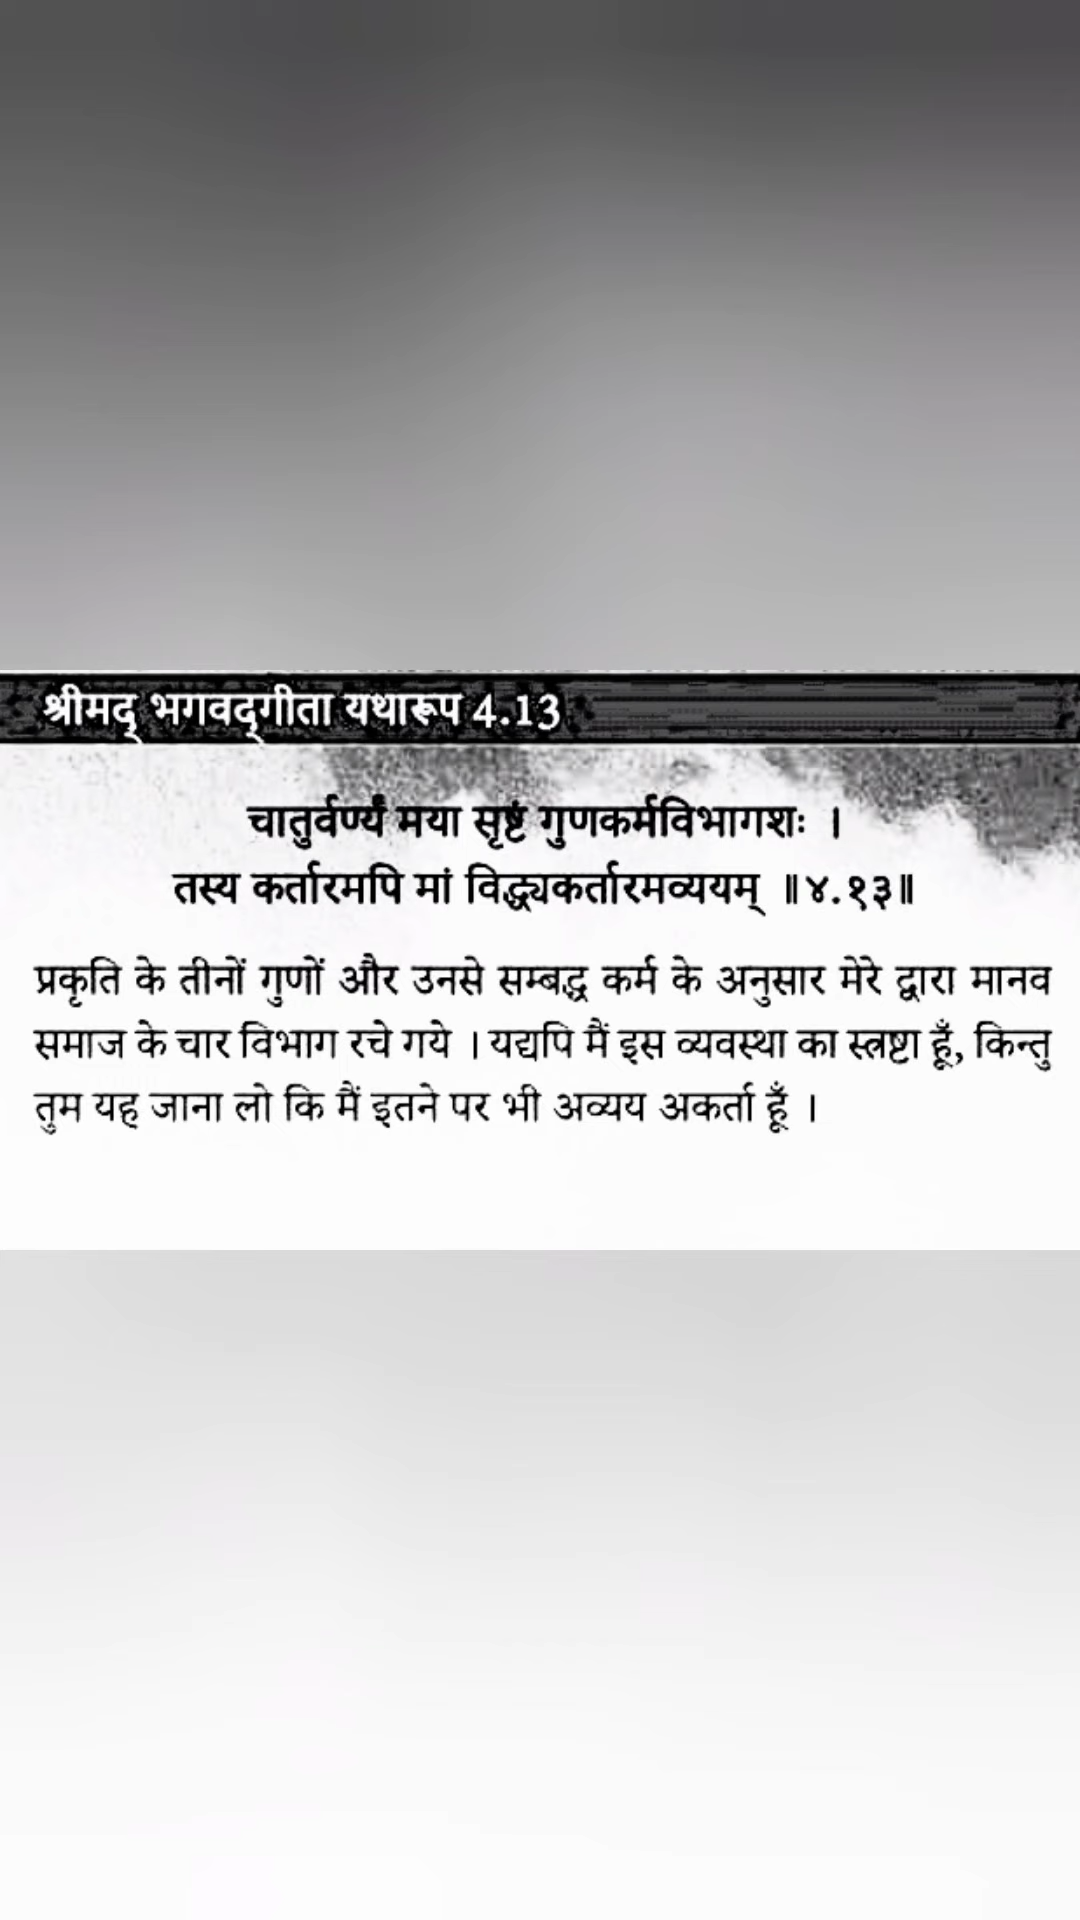 श्रीमद् भगवद्गीता यथारूप 4.13
चातुर्वर्ण्यं मया सृष्टं गुणकर्मविभागशः ।
तस्य कर्तारमपि मां विद्ध्यकर्तारमव्ययम् ॥४.१३॥
प्रकृति के तीनों गुणों और उनसे सम्बद्ध कर्म के अनुसार मेरे द्वारा मानव
समाज के चार विभाग रचे गये । यद्यपि मैं इस व्यवस्था का स्त्रष्टा हूँ, किन्तु
तुम यह जाना लो कि मैं इतने पर भी अव्यय अकर्ता हूँ ।